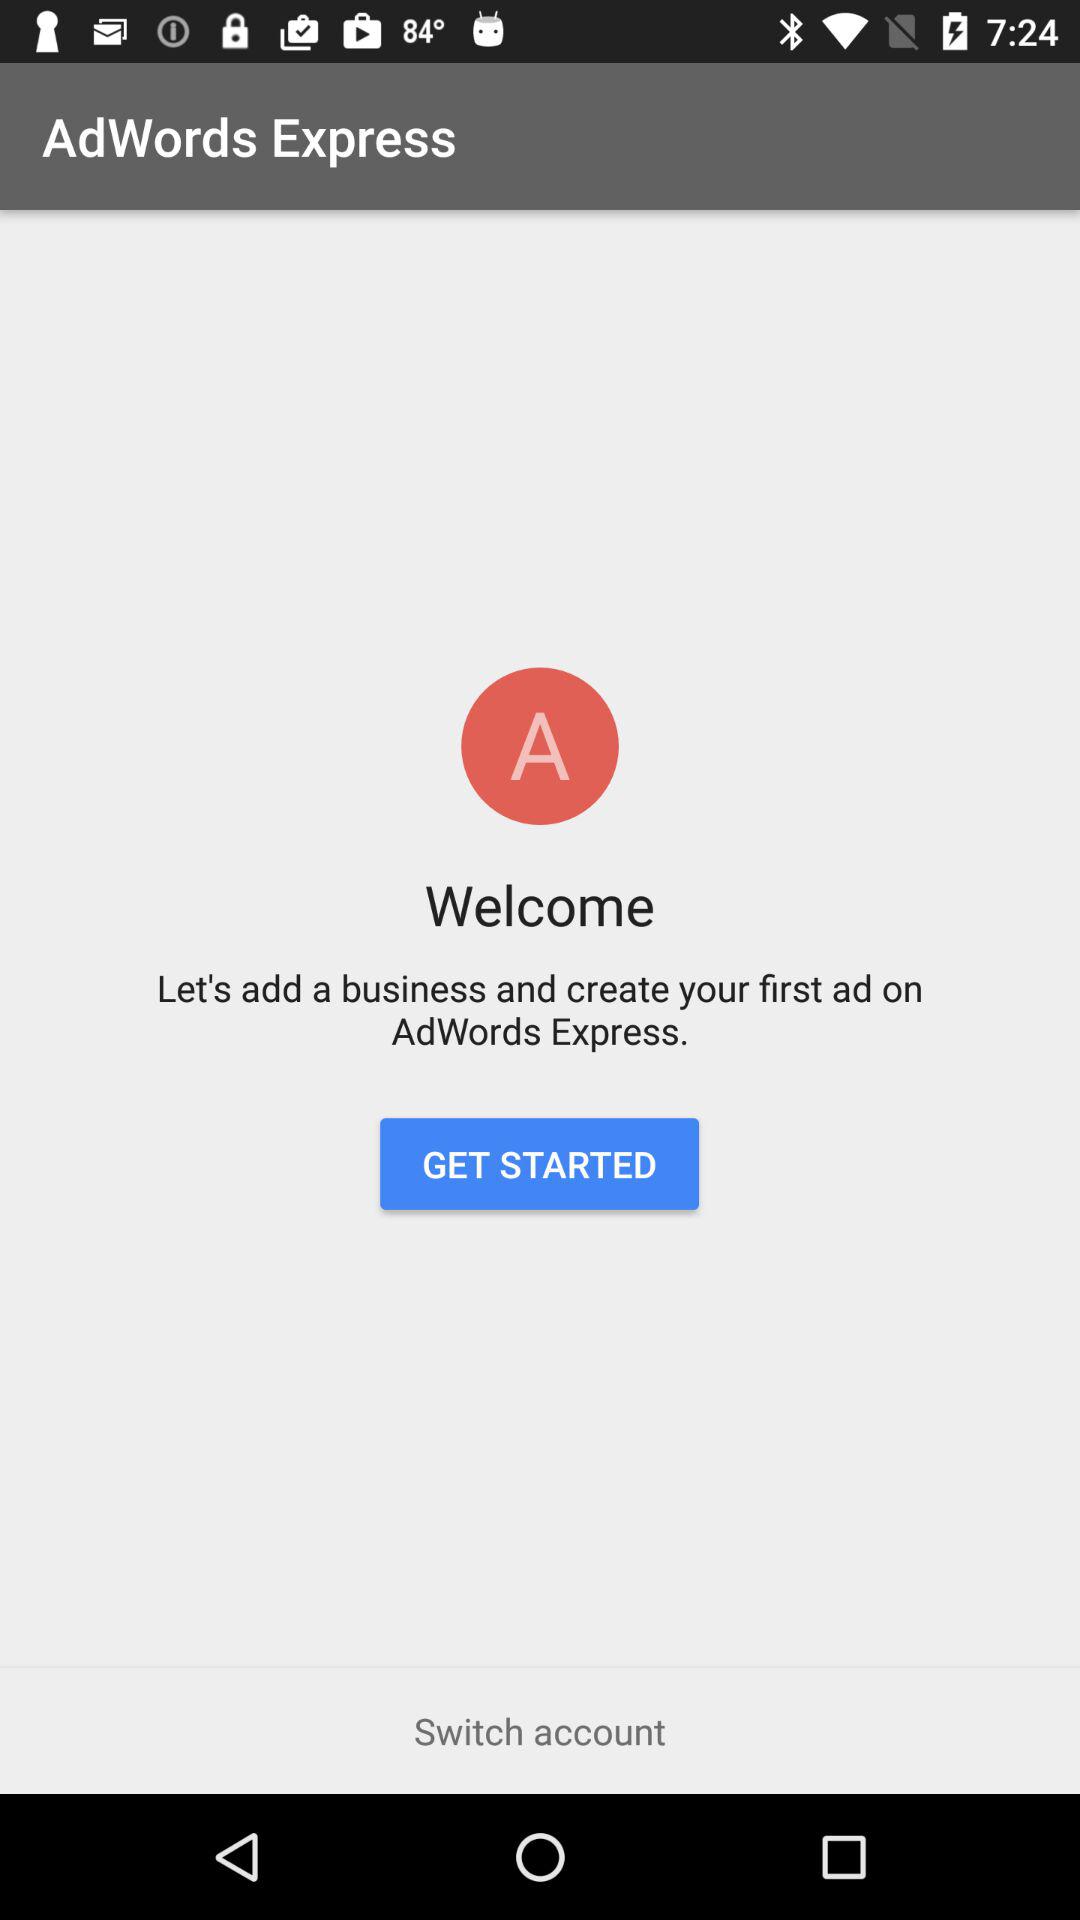 84° 7:24
AdWords Express
A
Welcome
Let's add a business and create your first ad on
AdWords Express.
GET STARTED
Switch account